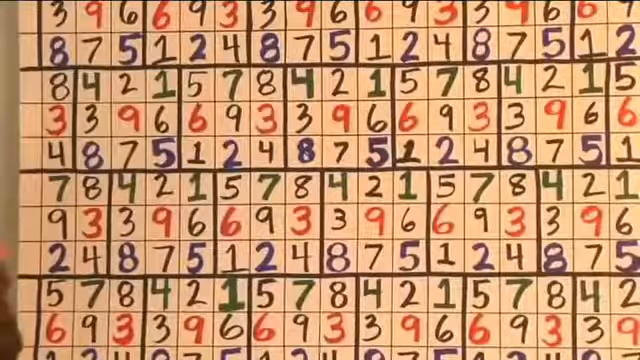 3 9 6 6 9 3 3 9 6 6 9 3 3 9 6 6 9
8 7 5 1 2 4 8 7 5 1 2 4 8 7 5 1 2
8 4 2 1 5 7 8 4 2 1 5 7 8 4 2 1 5
3 3 9 6 6 9 3 3 9 6 6 9 3 3 9 6 6
4 8 7 5 1 2 4 8 7 5 1 2 4 8 7 5 1
7 8 4 2 1 5 7 8 4 2 1 5 7 8 4 2 1
9 3 3 9 6 6 9 3 3 9 6 6 9 3 3 9 6
2 4 8 7 5 1 2 4 8 7 5 1 2 4 8 7 5
5 7 8 4 2 1 5 7 8 4 2 1 5 7 8 4 2
6 9 3 3 9 6 6 9 3 3 9 6 6 9 3 3 9